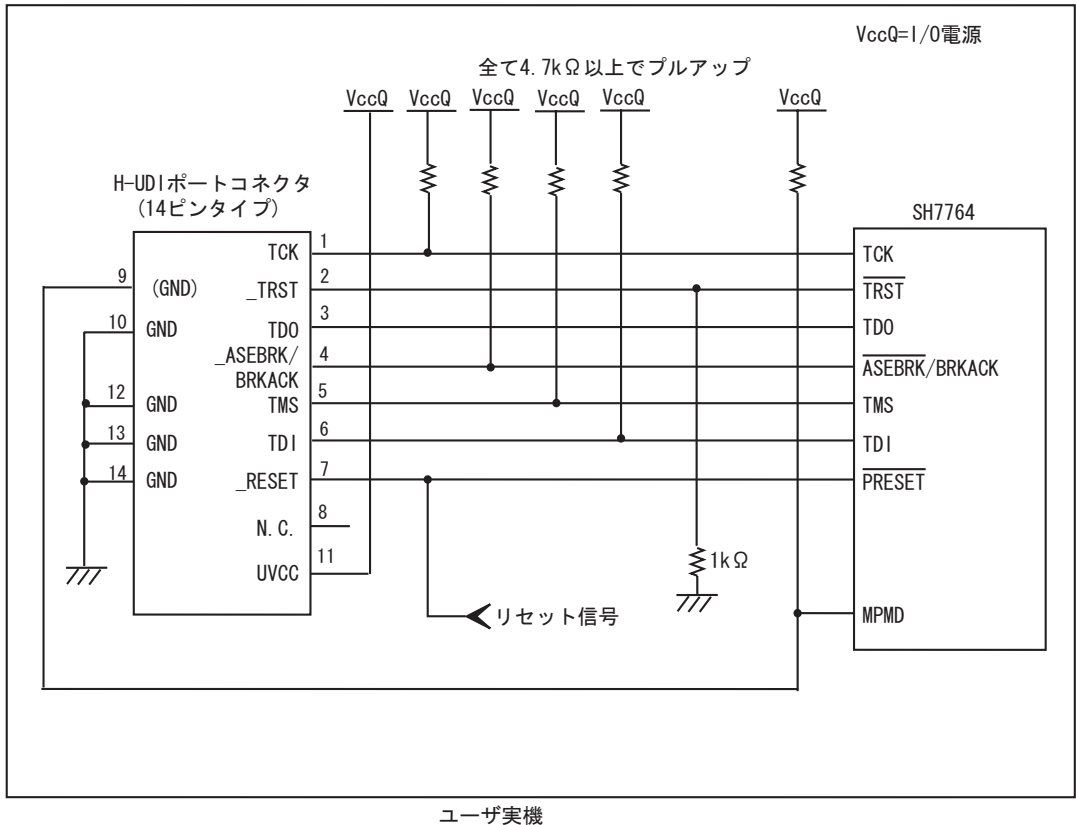 VccQ=I/O電源
全て4.7kΩ以上でプルアップ
VccQ VccQ VccQ VccQ VccQ VccQ
H-UDIポートコネクタ
(14ピンタイプ)
SH7764
TCK 1 TCK
9 (GND) _TRST 2 TRST
10 GND TDO 3 TDO
_ASEBRK/
BRKACK 4 ASEBRK/BRKACK
12 GND TMS 5 TMS
13 GND TDI 6 TDI
14 GND _RESET 7 PRESET
N.C. 8
UVCC 11
1kΩ
リセット信号
MPMD
ユーザ実機